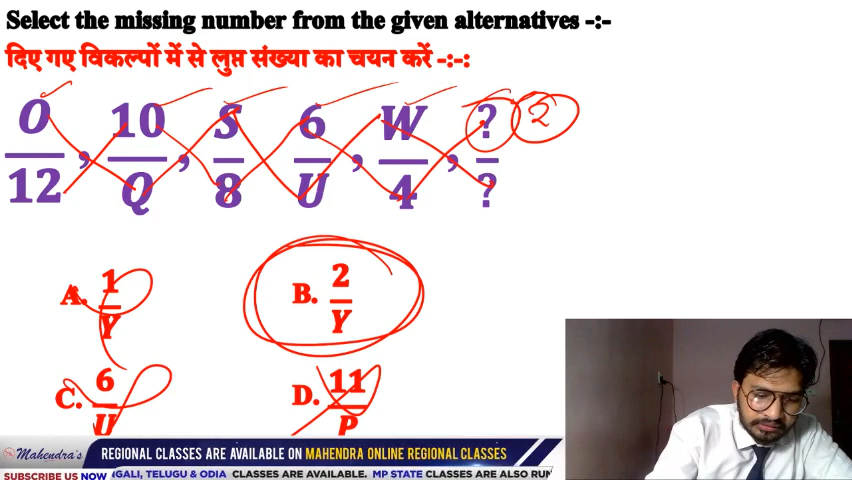 Select the missing number from the given alternatives -:-
दिए गए विकल्पों में से लुप्त संख्या का चयन करें -:-:
O/12, 10/Q, S/8, 6/U, W/4, ?/? 2
A. 1/Y B. 2/Y
C. 6/U D. 11/P
Mahendra's REGIONAL CLASSES ARE AVAILABLE ON MAHENDRA ONLINE REGIONAL CLASSES
SUBSCRIBE US NOW GALI, TELUGU & ODIA CLASSES ARE AVAILABLE. MP STATE CLASSES ARE ALSO RUN